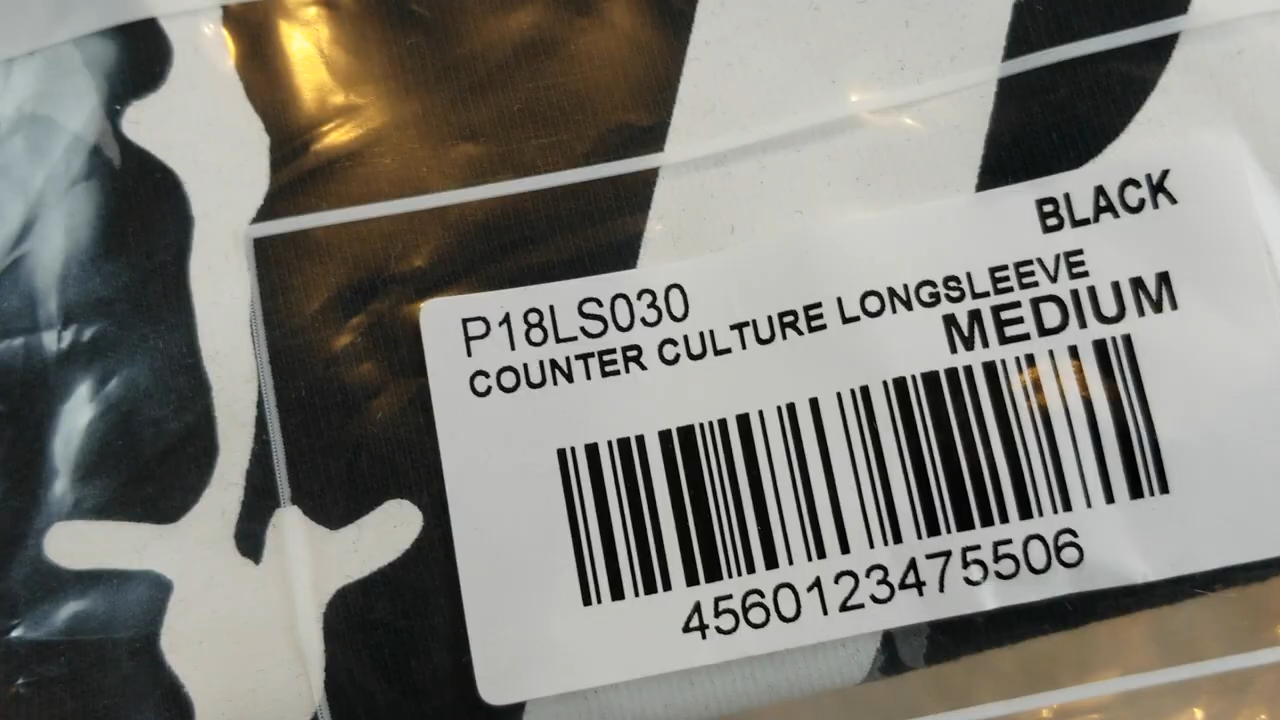 BLACK
P18LS030
COUNTER CULTURE LONGSLEEVE
MEDIUM
4560123475506